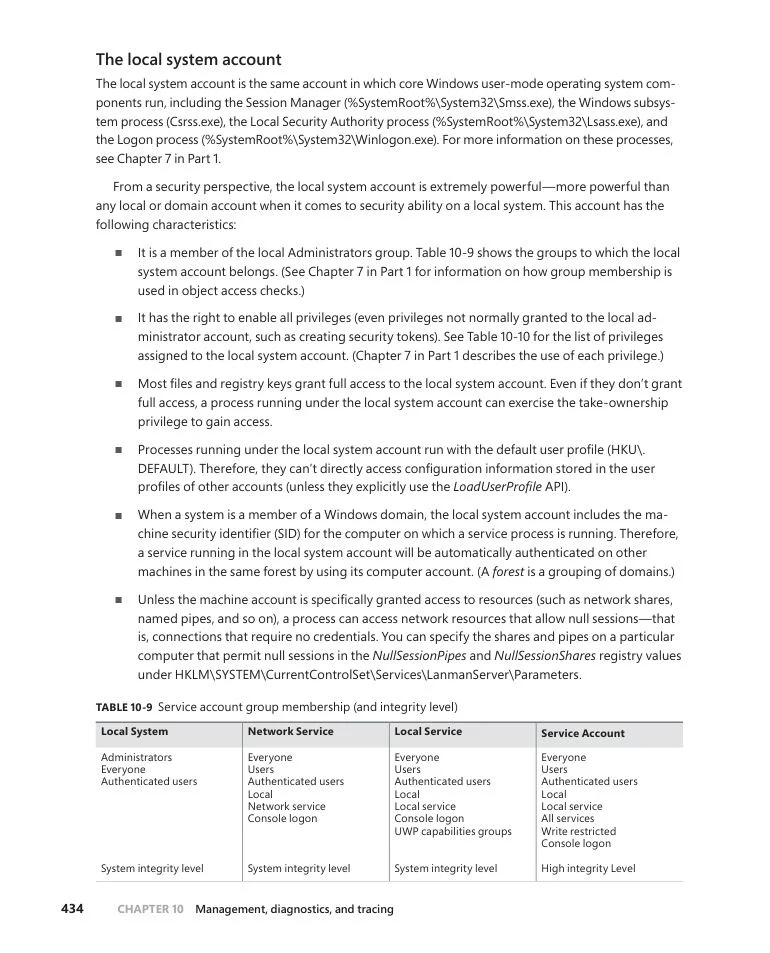 The local system account
The local system account is the same account in which core Windows user-mode operating system com-
ponents run, including the Session Manager (%SystemRoot%\System32\Smss.exe), the Windows subsys-
tem process (Csrss.exe), the Local Security Authority process (%SystemRoot%\System32\Lsass.exe), and
the Logon process (%SystemRoot%\System32\Winlogon.exe). For more information on these processes,
see Chapter 7 in Part 1.
From a security perspective, the local system account is extremely powerful—more powerful than
any local or domain account when it comes to security ability on a local system. This account has the
following characteristics:
■ It is a member of the local Administrators group. Table 10-9 shows the groups to which the local
system account belongs. (See Chapter 7 in Part 1 for information on how group membership is
used in object access checks.)
■ It has the right to enable all privileges (even privileges not normally granted to the local ad-
ministrator account, such as creating security tokens). See Table 10-10 for the list of privileges
assigned to the local system account. (Chapter 7 in Part 1 describes the use of each privilege.)
■ Most files and registry keys grant full access to the local system account. Even if they don’t grant
full access, a process running under the local system account can exercise the take-ownership
privilege to gain access.
■ Processes running under the local system account run with the default user profile (HKU\.
DEFAULT). Therefore, they can’t directly access configuration information stored in the user
profiles of other accounts (unless they explicitly use the LoadUserProfile API).
■ When a system is a member of a Windows domain, the local system account includes the ma-
chine security identifier (SID) for the computer on which a service process is running. Therefore,
a service running in the local system account will be automatically authenticated on other
machines in the same forest by using its computer account. (A forest is a grouping of domains.)
■ Unless the machine account is specifically granted access to resources (such as network shares,
named pipes, and so on), a process can access network resources that allow null sessions—that
is, connections that require no credentials. You can specify the shares and pipes on a particular
computer that permit null sessions in the NullSessionPipes and NullSessionShares registry values
under HKLM\SYSTEM\CurrentControlSet\Services\LanmanServer\Parameters.
TABLE 10-9 Service account group membership (and integrity level)
Local System Network Service Local Service Service Account
Administrators Everyone Everyone Everyone
Everyone Users Users Users
Authenticated users Authenticated users Authenticated users Authenticated users
Local Local Local
Network service Local service Local service
Console logon Console logon All services
UWP capabilities groups Write restricted
Console logon
System integrity level System integrity level System integrity level High integrity Level
434 CHAPTER 10 Management, diagnostics, and tracing